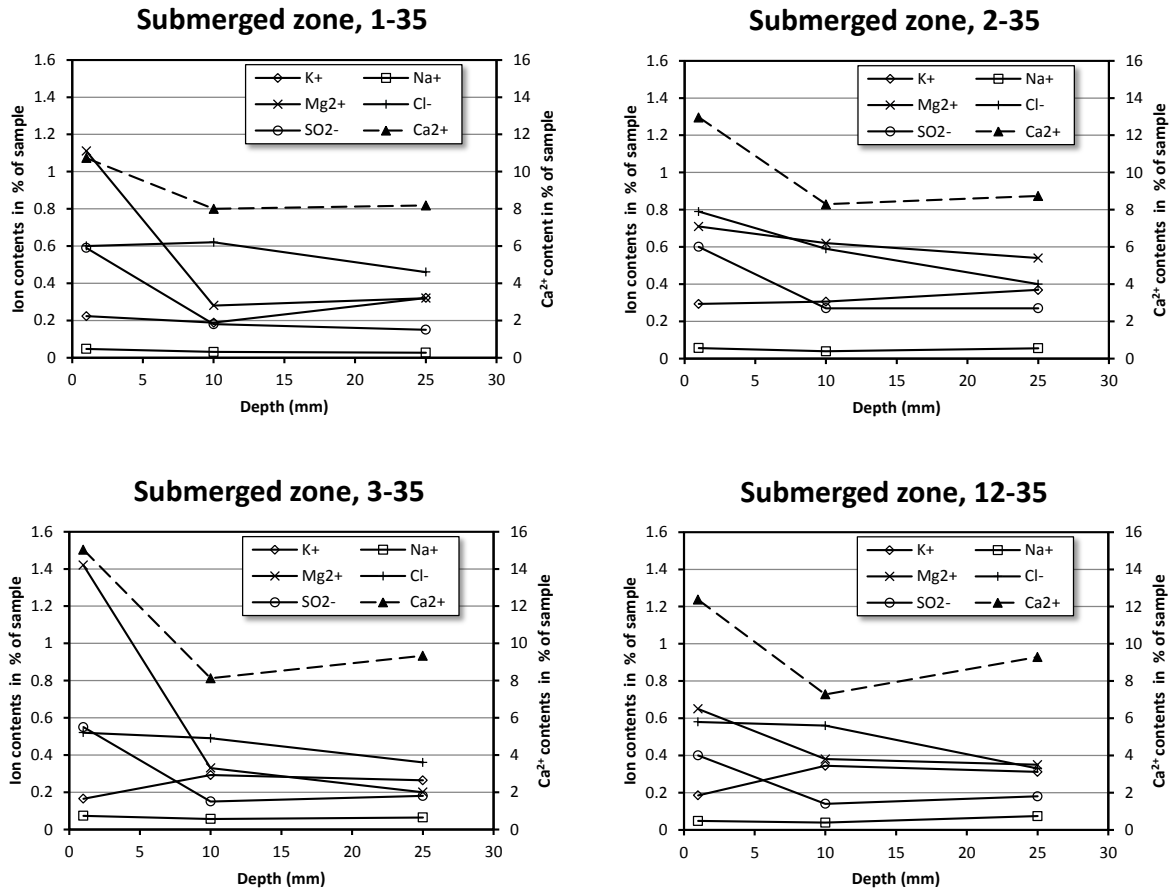 Submerged zone, 1-35
1.6
1.4
1.2
1
0.8
0.6
0.4
0.2
0
Ion contents in % of sample
K+ Na+
Mg2+ Cl-
SO2- Ca2+
16
14
12
10
8
6
4
2
0
Ca²⁺ content in % of sample
0 5 10 15 20 25 30
Depth (mm)
Submerged zone, 2-35
1.6
1.4
1.2
1
0.8
0.6
0.4
0.2
0
Ion contents in % of sample
K+ Na+
Mg2+ Cl-
SO2- Ca2+
16
14
12
10
8
6
4
2
0
Ca²⁺ contents in % of sample
0 5 10 15 20 25 30
Depth (mm)
Submerged zone, 3-35
1.6
1.4
1.2
1
0.8
0.6
0.4
0.2
0
Ion contents in % of sample
K+ Na+
Mg2+ Cl-
SO2- Ca2+
16
14
12
10
8
6
4
2
0
Ca²⁺ contents in % of sample
0 5 10 15 20 25 30
Depth (mm)
Submerged zone, 12-35
1.6
1.4
1.2
1
0.8
0.6
0.4
0.2
0
Ion contents in % of sample
K+ Na+
Mg2+ Cl-
SO2- Ca2+
16
14
12
10
8
6
4
2
0
Ca²⁺ contents in % of sample
0 5 10 15 20 25 30
Depth (mm)